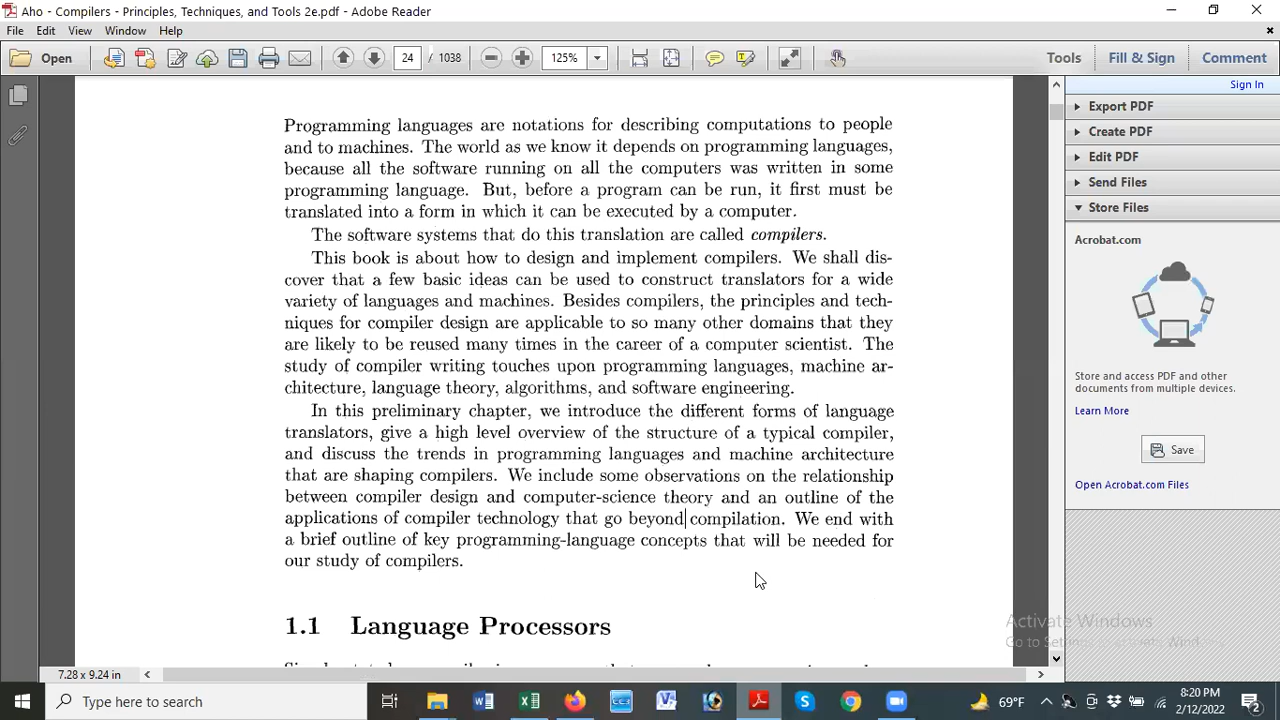 Aho - Compilers - Principles, Techniques, and Tools 2e.pdf - Adobe Reader
File Edit View Window Help
Open 24 / 1038 125% Tools Fill & Sign Comment
Sign In
Programming languages are notations for describing computations to people
and to machines. The world as we know it depends on programming languages,
because all the software running on all the computers was written in some
programming language. But, before a program can be run, it first must be
translated into a form in which it can be executed by a computer.
The software systems that do this translation are called compilers.
This book is about how to design and implement compilers. We shall dis-
cover that a few basic ideas can be used to construct translators for a wide
variety of languages and machines. Besides compilers, the principles and tech-
niques for compiler design are applicable to so many other domains that they
are likely to be reused many times in the career of a computer scientist. The
study of compiler writing touches upon programming languages, machine ar-
chitecture, language theory, algorithms, and software engineering.
In this preliminary chapter, we introduce the different forms of language
translators, give a high level overview of the structure of a typical compiler,
and discuss the trends in programming languages and machine architecture
that are shaping compilers. We include some observations on the relationship
between compiler design and computer-science theory and an outline of the
applications of compiler technology that go beyond compilation. We end with
a brief outline of key programming-language concepts that will be needed for
our study of compilers.
1.1 Language Processors
Export PDF
Create PDF
Edit PDF
Send Files
Store Files
Acrobat.com
Store and access PDF and other
documents from multiple devices.
Learn More
Save
Open Acrobat.com Files
Activate Windows
7.28 x 9.24 in
Type here to search
69°F
8:20 PM
2/12/2022
2